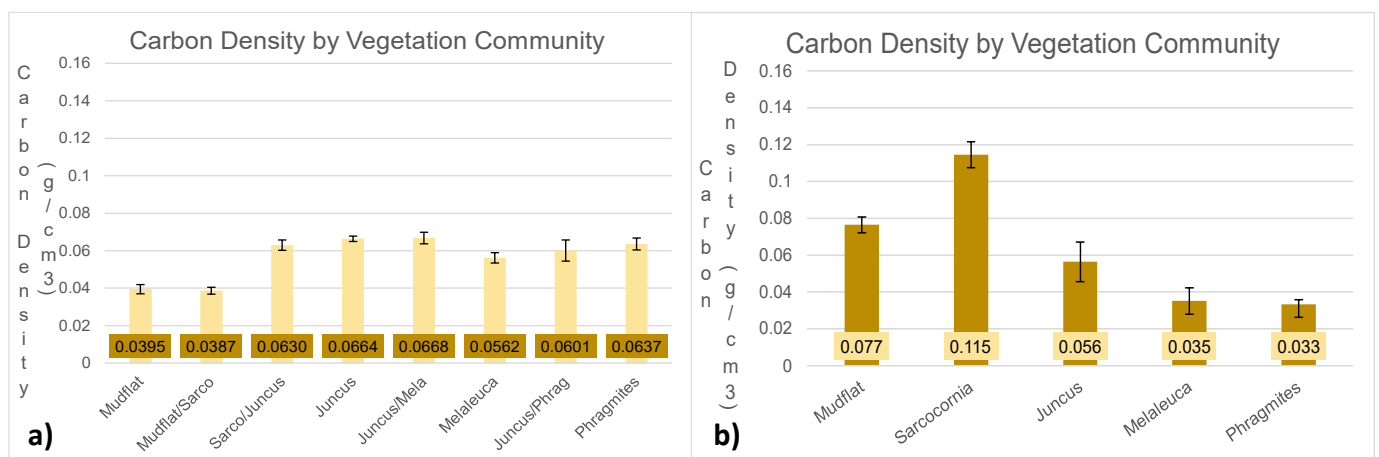 Carbon Density by Vegetation Community
Carbon Density
(g/cm3)
0.16
0.14
0.12
0.1
0.08
0.06
0.04
0.02
0
0.0395 0.0387 0.0630 0.0664 0.0668 0.0562 0.0601 0.0637
Mudflat
Mudflat/Sarco
Sarco/Juncus
Juncus
Juncus/Mela
Melaleuca
Juncus/Phrag
Phragmites
a)
Carbon Density by Vegetation Community
Carbon
Density (g/cm3)
0.16
0.14
0.12
0.1
0.08
0.06
0.04
0.02
0
0.077 0.115 0.056 0.035 0.033
Mudflat
Sarcocornia
Juncus
Melaleuca
Phragmites
b)